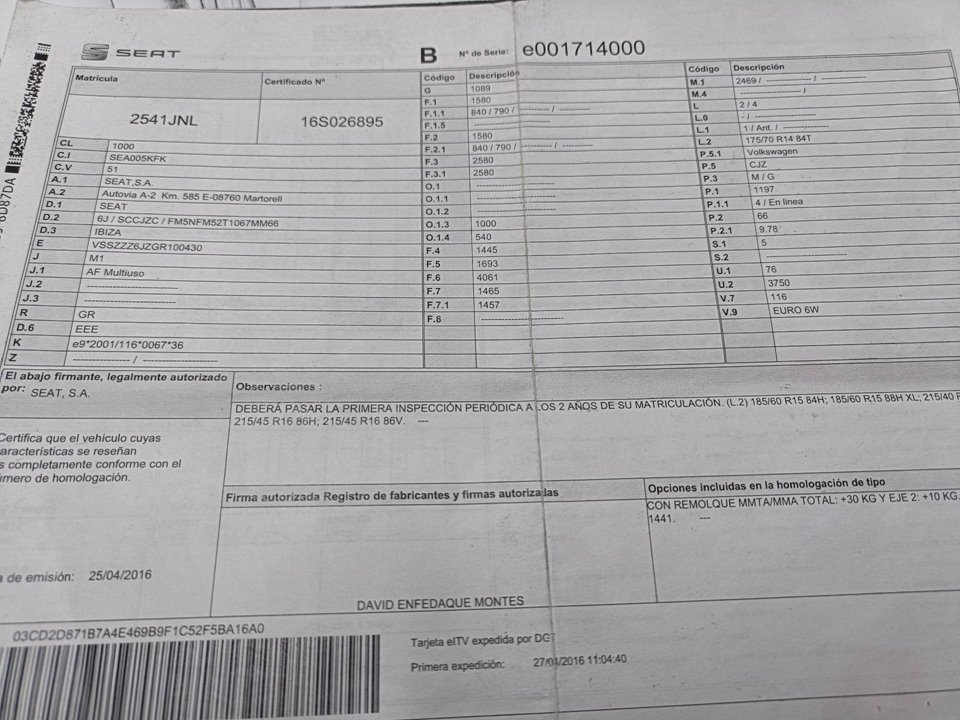 SEAT
B Nº de Serie: e001714000
Matrícula Certificado Nº
2541JNL 16S026895
CL 1000
C.I SEA005KFK
C.V 51
A.1 SEAT,S.A.
A.2 Autovia A-2 Km. 585 E-08760 Martorell
D.1 SEAT
D.2 6J / SCCJZC / FM5NFM52T1067MM66
D.3 IBIZA
E VSSZZZ6JZGR100430
J M1
J.1 AF Multiuso
J.2 ------------------------
J.3 ------------------------
R GR
D.6 EEE
K e9*2001/116*0067*36
Z --------------- / --------------------
Código Descripción
G 1089
F.1 1580
F.1.1 840 / 790 / ---------- / ----------
F.1.5 --------------------
F.2 1580
F.2.1 840 / 790 / ---------- / ----------
F.3 2580
F.3.1 2580
O.1 --------------------
O.1.1 --------------------
O.1.2 --------------------
O.1.3 1000
O.1.4 540
F.4 1445
F.5 1693
F.6 4061
F.7 1465
F.7.1 1457
F.8 --------------------
Código Descripción
M.1 2469 / --------------- / ---------------
M.4 -------------------- /
L 2 / 4
L.0 - /
L.1 1 / Ant. / ---------------
L.2 175/70 R14 84T
P.5.1 Volkswagen
P.5 CJZ
P.3 M / G
P.1 1197
P.1.1 4 / En linea
P.2 66
P.2.1 9.78
S.1 5
S.2 --------------------
U.1 76
U.2 3750
V.7 116
V.9 EURO 6W
El abajo firmante, legalmente autorizado
por: SEAT, S.A.
Certifica que el vehículo cuyas
características se reseñan
es completamente conforme con el
número de homologación.
de emisión: 25/04/2016
Observaciones :
DEBERÁ PASAR LA PRIMERA INSPECCIÓN PERIÓDICA A LOS 2 AÑOS DE SU MATRICULACIÓN. (L.2) 185/60 R15 84H; 185/60 R15 88H XL; 215/40 R
215/45 R16 86H; 215/45 R16 86V. ---
Firma autorizada Registro de fabricantes y firmas autorizadas
DAVID ENFEDAQUE MONTES
Opciones incluidas en la homologación de tipo
CON REMOLQUE MMTA/MMA TOTAL: +30 KG Y EJE 2: +10 KG.
1441. ---
03CD2D871B7A4E469B9F1C52F5BA16A0
Tarjeta eITV expedida por DGT
Primera expedición: 27/04/2016 11:04:40